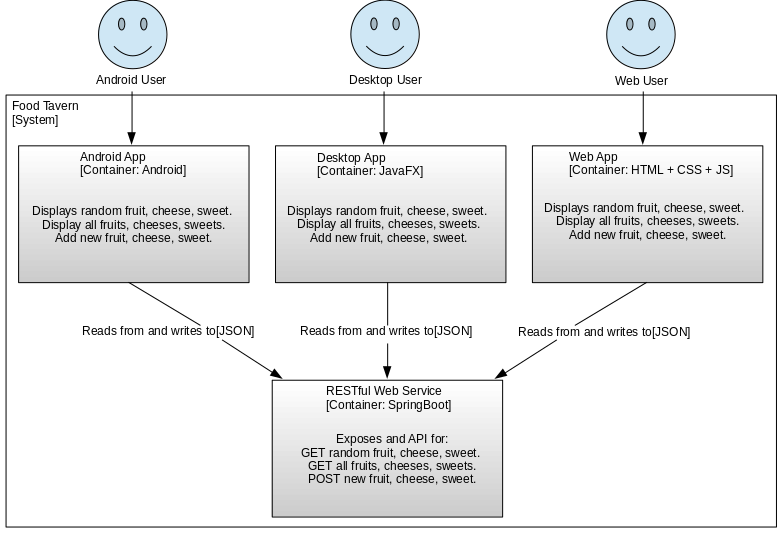 Android User
Desktop User
Web User
Food Tavern
[System]
Android App
[Container: Android]
Displays random fruit, cheese, sweet.
Display all fruits, cheeses, sweets.
Add new fruit, cheese, sweet.
Desktop App
[Container: JavaFX]
Displays random fruit, cheese, sweet.
Display all fruits, cheeses, sweets.
Add new fruit, cheese, sweet.
Web App
[Container: HTML + CSS + JS]
Displays random fruit, cheese, sweet.
Display all fruits, cheeses, sweets.
Add new fruit, cheese, sweet.
Reads from and writes to[JSON]
Reads from and writes to[JSON]
Reads from and writes to[JSON]
RESTful Web Service
[Container: SpringBoot]
Exposes and API for:
GET random fruit, cheese, sweet.
GET all fruits, cheeses, sweets.
POST new fruit, cheese, sweet.